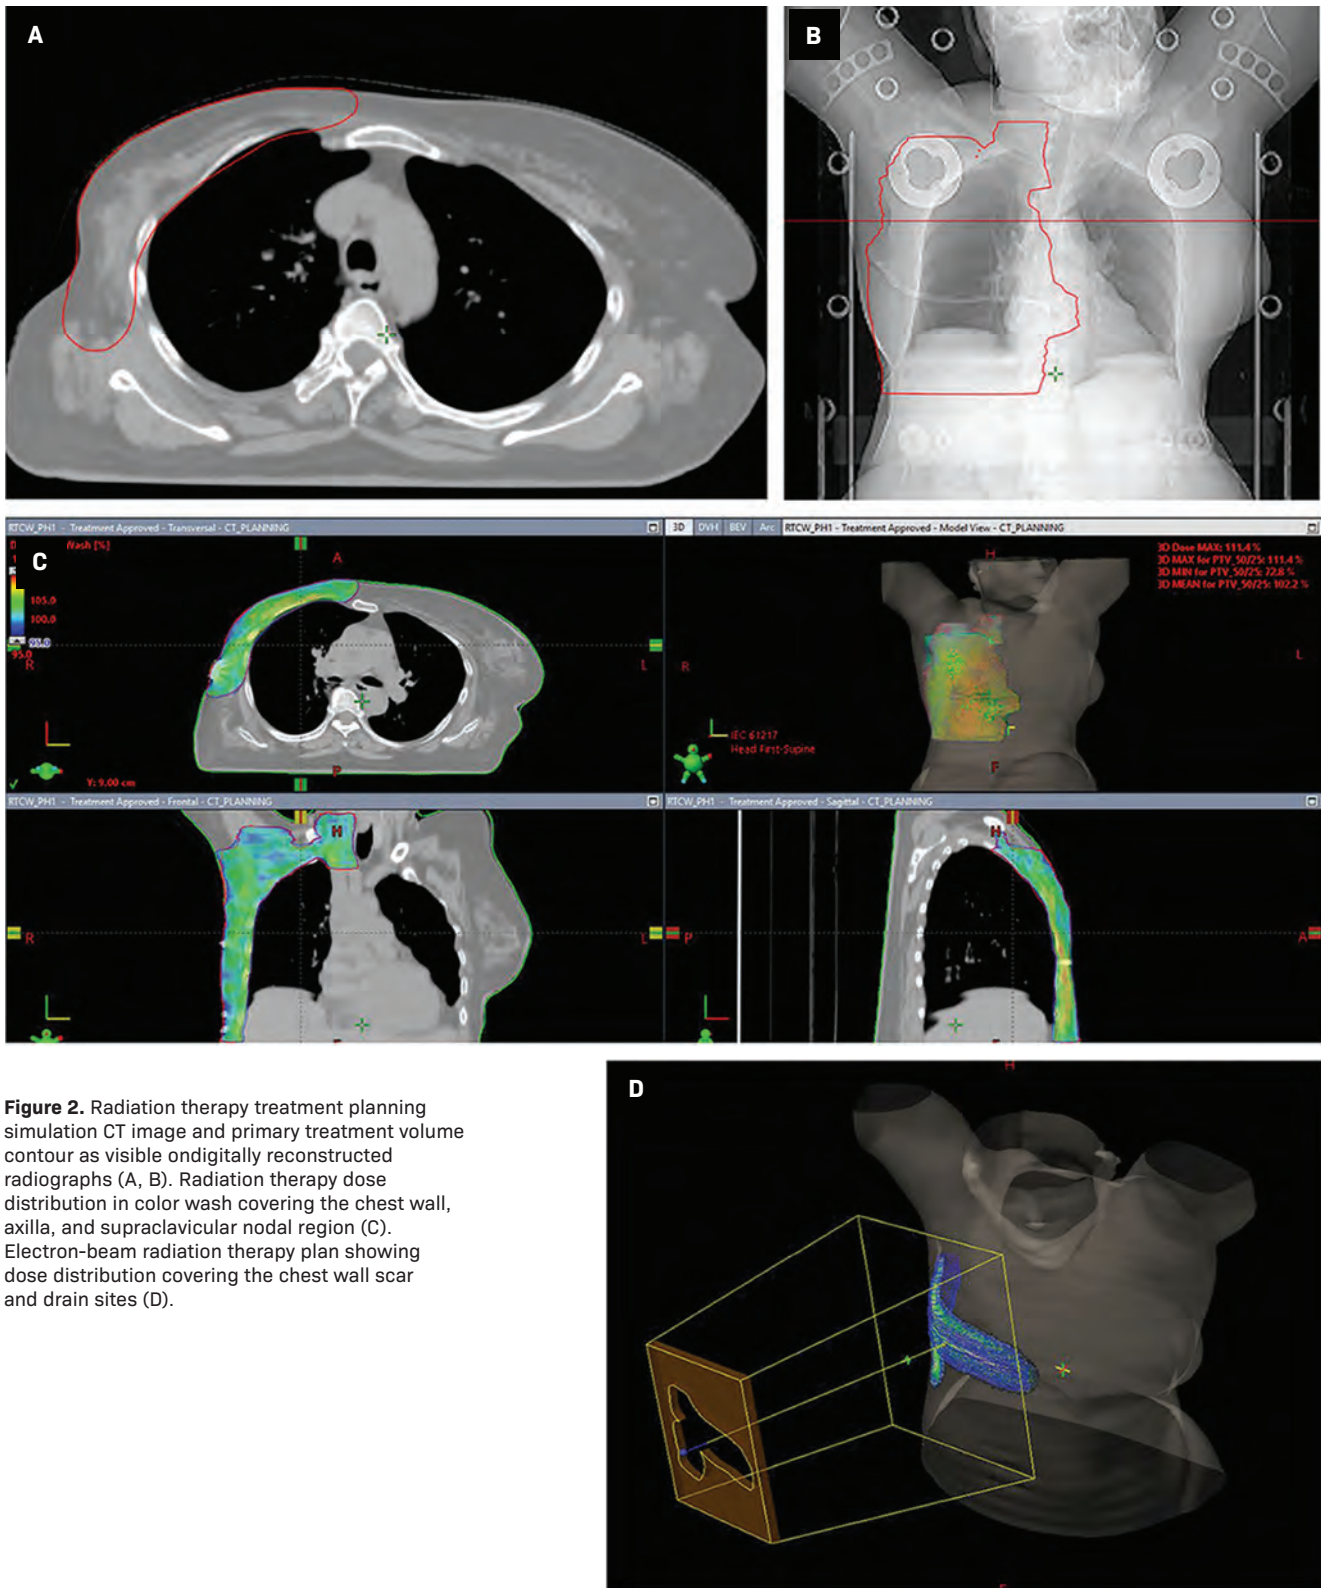 A
B
RTCW_PH1 - Treatment Approved - Transversal - CT_PLANNING
3D DVH BEV Arc RTCW_PH1 - Treatment Approved - Model View - CT_PLANNING
Wash [%]
C
105.0
100.0
95.0
95.0
A
R
L
P
Y: 9.00 cm
H
3D Dose MAX: 111.4 %
3D MAX for PTV_50/25: 111.4 %
3D MIN for PTV_50/25: 72.8 %
3D MEAN for PTV_50/25: 102.2 %
R
L
F
IEC 61217
Head First-Supine
F
RTCW_PH1 - Treatment Approved - Frontal - CT_PLANNING
RTCW_PH1 - Treatment Approved - Sagittal - CT_PLANNING
H
R
L
H
P
A
D
H
Figure 2. Radiation therapy treatment planning
simulation CT image and primary treatment volume
contour as visible ondigitally reconstructed
radiographs (A, B). Radiation therapy dose
distribution in color wash covering the chest wall,
axilla, and supraclavicular nodal region (C).
Electron-beam radiation therapy plan showing
dose distribution covering the chest wall scar
and drain sites (D).